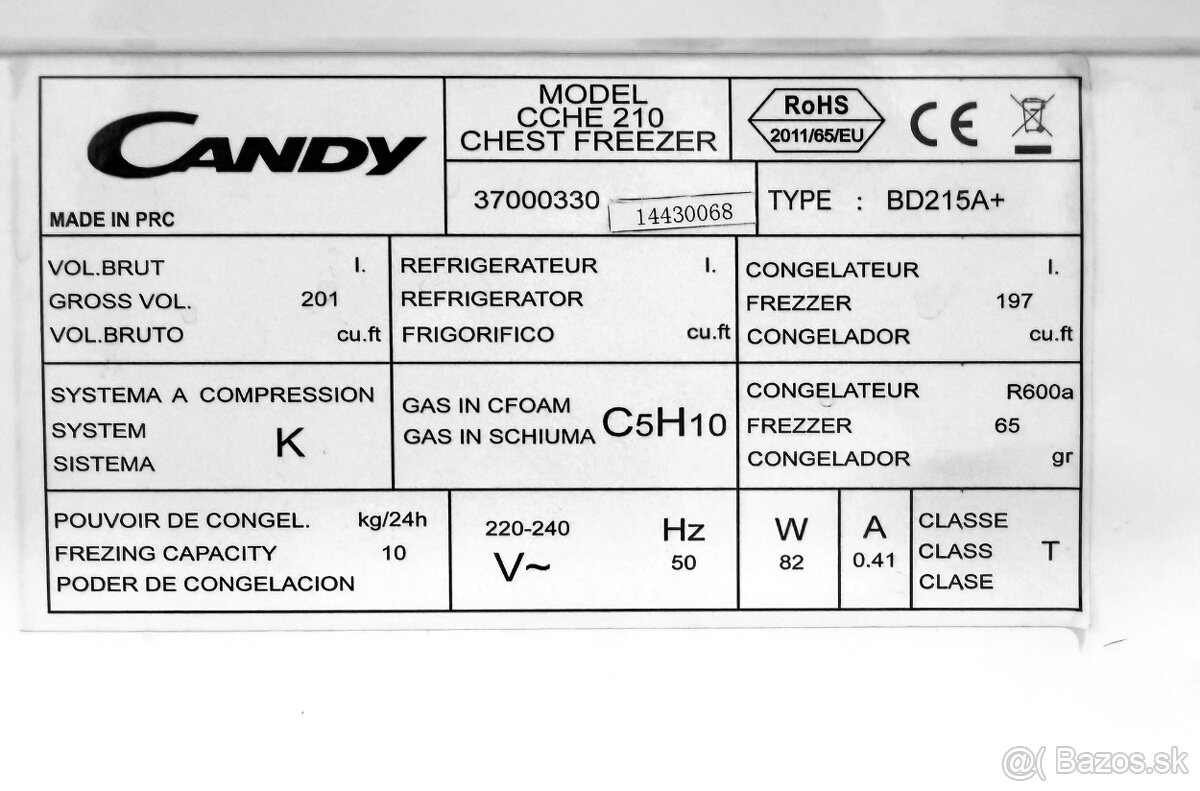 CANDY
MADE IN PRC
MODEL
CCHE 210
CHEST FREEZER
RoHS
2011/65/EU
CE
37000330
14430068
TYPE : BD215A+
VOL.BRUT l.
GROSS VOL. 201
VOL.BRUTO cu.ft
REFRIGERATEUR l.
REFRIGERATOR
FRIGORIFICO cu.ft
CONGELATEUR l.
FREZZER 197
CONGELADOR cu.ft
SYSTEMA A COMPRESSION
SYSTEM K
SISTEMA
GAS IN CFOAM
GAS IN SCHIUMA C5H10
CONGELATEUR R600a
FREZZER 65
CONGELADOR gr
POUVOIR DE CONGEL. kg/24h
FREZING CAPACITY 10
PODER DE CONGELACION
220-240
V~
Hz
50
W
82
A
0.41
CLASSE
CLASS T
CLASE
@( Bazos.sk